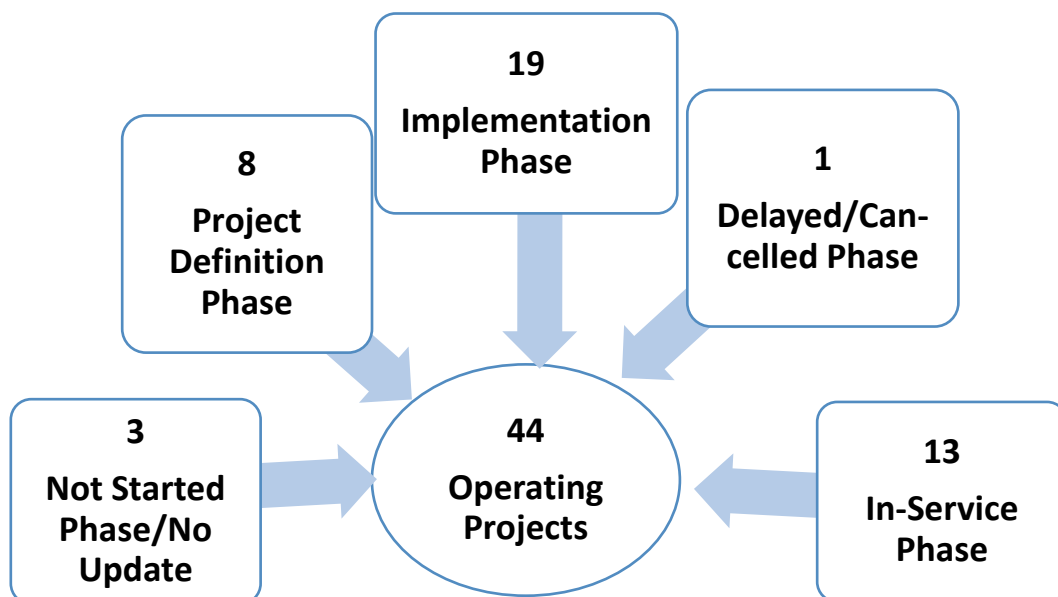 19
Implementation
Phase
8
Project
Definition
Phase
1
Delayed/Can-
celled Phase
3
Not Started
Phase/No
Update
44
Operating
Projects
13
In-Service
Phase